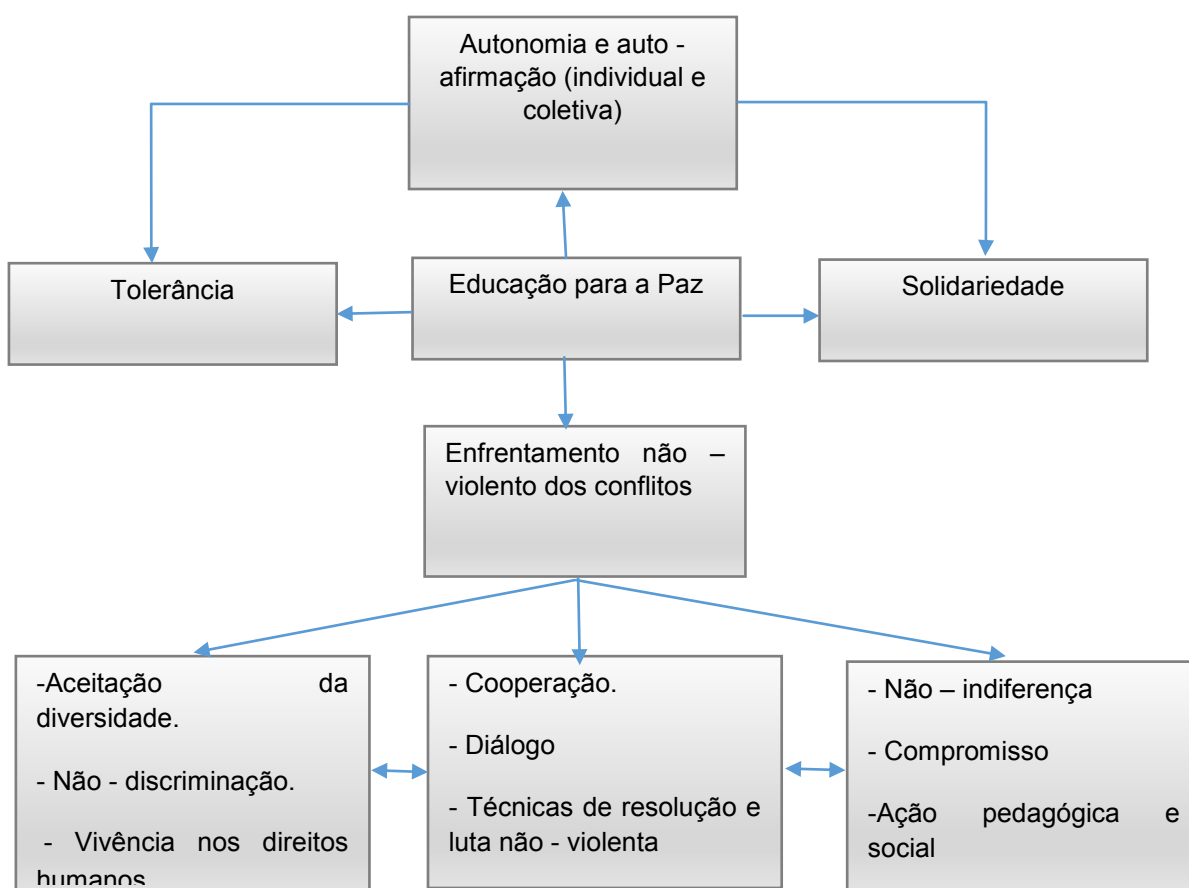 Autonomia e auto -
afirmação (individual e
coletiva)
Tolerância
Educação para a Paz
Solidariedade
Enfrentamento não –
violento dos conflitos
-Aceitação da
diversidade.
- Não - discriminação.
- Vivência nos direitos
humanos
- Cooperação.
- Diálogo
- Técnicas de resolução e
luta não - violenta
- Não – indiferença
- Compromisso
-Ação pedagógica e
social